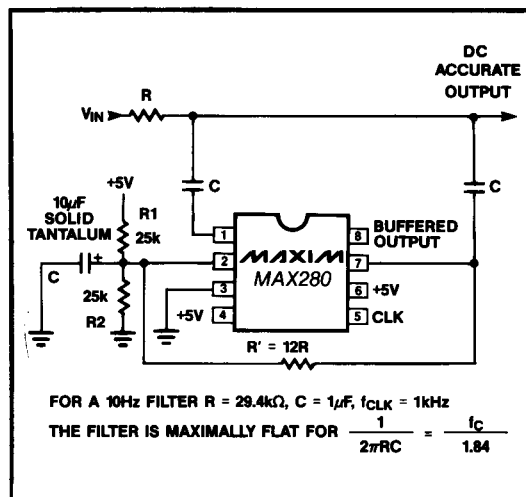 DC
ACCURATE
OUTPUT
R
VIN
C
C
+5V
10µF
SOLID
TANTALUM
R1
25k
C
+
25k
R2
1
2
3
4
MAXIM
MAX280
8
7
6
5
BUFFERED
OUTPUT
+5V
CLK
+5V
R' = 12R
FOR A 10Hz FILTER R = 29.4kΩ, C = 1µF, fCLK = 1kHz
THE FILTER IS MAXIMALLY FLAT FOR 1/2πRC = fC/1.84